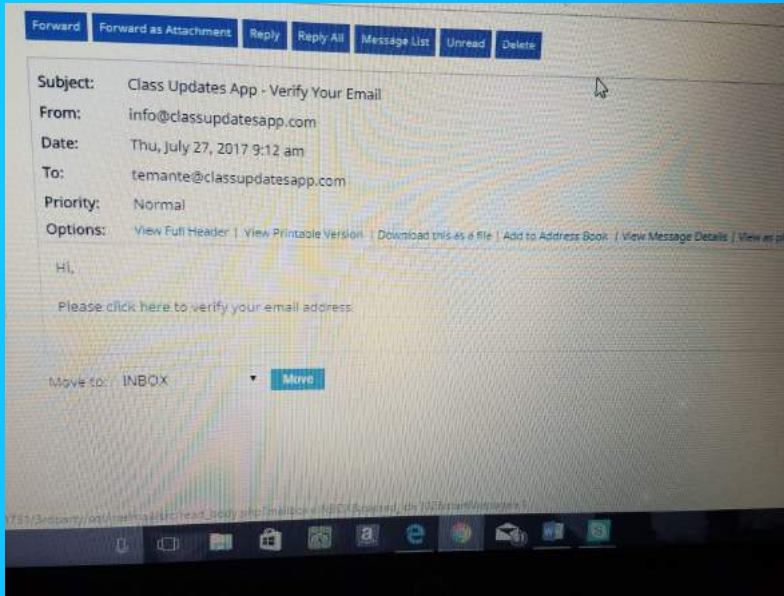 Forward Forward as Attachment Reply Reply All Message List Unread Delete
Subject: Class Updates App - Verify Your Email
From: info@classupdatesapp.com
Date: Thu, July 27, 2017 9:12 am
To: temante@classupdatesapp.com
Priority: Normal
Options: View Full Header | View Printable Version | Download this as a file | Add to Address Book | View Message Details | View as
Hi,
Please click here to verify your email address.
Move to: INBOX Move